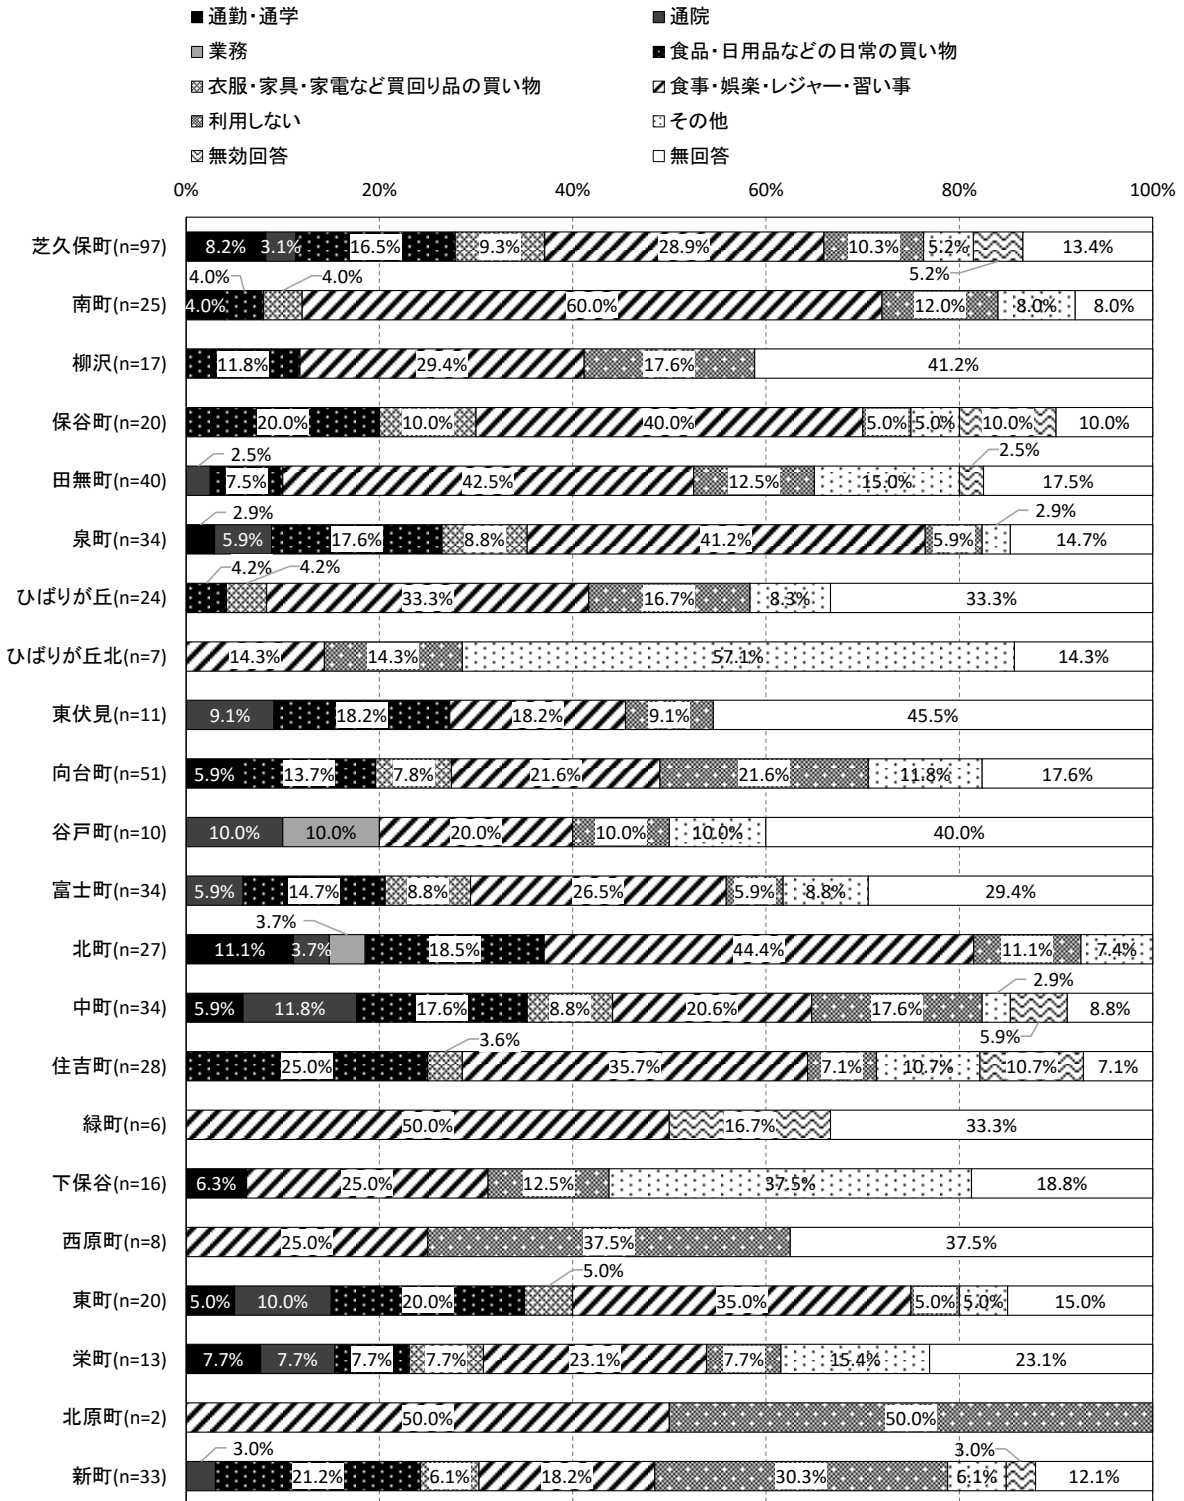 通勤・通学 通院
業務 食品・日用品などの日常の買い物
衣服・家具・家電など買回り品の買い物 食事・娯楽・レジャー・習い事
利用しない その他
無効回答 無回答
0% 20% 40% 60% 80% 100%
芝久保町(n=97) 8.2% 3.1% 16.5% 9.3% 28.9% 10.3% 5.2% 5.2% 13.4%
南町(n=25) 4.0% 4.0% 4.0% 60.0% 12.0% 8.0% 8.0%
柳沢(n=17) 11.8% 29.4% 17.6% 41.2%
保谷町(n=20) 20.0% 10.0% 40.0% 5.0% 5.0% 10.0% 10.0%
田無町(n=40) 2.5% 7.5% 42.5% 12.5% 15.0% 2.5% 17.5%
泉町(n=34) 2.9% 5.9% 17.6% 8.8% 41.2% 5.9% 2.9% 14.7%
ひばりが丘(n=24) 4.2% 4.2% 33.3% 16.7% 8.3% 33.3%
ひばりが丘北(n=7) 14.3% 14.3% 57.1% 14.3%
東伏見(n=11) 9.1% 18.2% 18.2% 9.1% 45.5%
向台町(n=51) 5.9% 13.7% 7.8% 21.6% 21.6% 11.8% 17.6%
谷戸町(n=10) 10.0% 10.0% 20.0% 10.0% 10.0% 40.0%
富士町(n=34) 5.9% 14.7% 8.8% 26.5% 5.9% 8.8% 29.4%
北町(n=27) 11.1% 3.7% 3.7% 18.5% 44.4% 11.1% 7.4%
中町(n=34) 5.9% 11.8% 17.6% 8.8% 20.6% 17.6% 2.9% 5.9% 8.8%
住吉町(n=28) 25.0% 3.6% 35.7% 7.1% 10.7% 10.7% 7.1%
緑町(n=6) 50.0% 16.7% 33.3%
下保谷(n=16) 6.3% 25.0% 12.5% 37.5% 18.8%
西原町(n=8) 25.0% 37.5% 37.5%
東町(n=20) 5.0% 10.0% 20.0% 5.0% 35.0% 5.0% 5.0% 15.0%
栄町(n=13) 7.7% 7.7% 7.7% 7.7% 23.1% 7.7% 15.4% 23.1%
北原町(n=2) 50.0% 50.0%
新町(n=33) 3.0% 21.2% 6.1% 18.2% 30.3% 6.1% 3.0% 12.1%